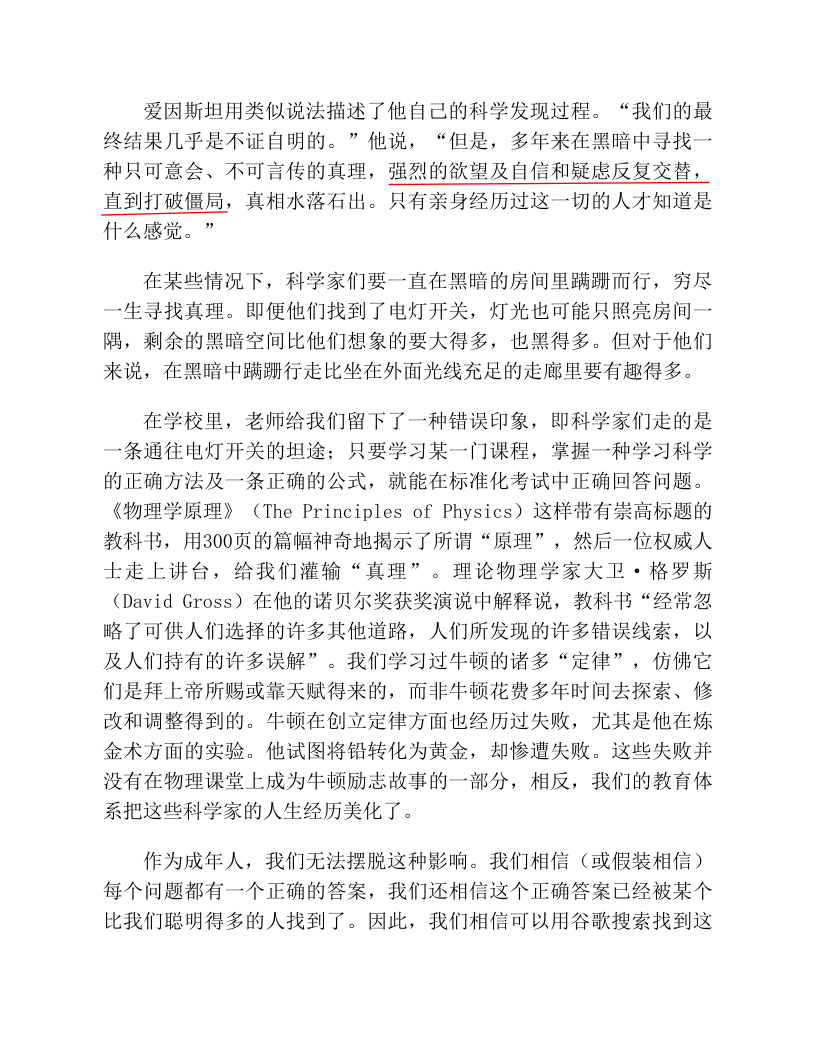 爱因斯坦用类似说法描述了他自己的科学发现过程。“我们的最
终结果几乎是不证自明的。”他说，“但是，多年来在黑暗中寻找一
种只可意会、不可言传的真理，强烈的欲望及自信和疑虑反复交替，
直到打破僵局，真相水落石出。只有亲身经历过这一切的人才知道是
什么感觉。”
在某些情况下，科学家们要一直在黑暗的房间里蹒跚而行，穷尽
一生寻找真理。即便他们找到了电灯开关，灯光也可能只照亮房间一
隅，剩余的黑暗空间比他们想象的要大得多，也黑得多。但对于他们
来说，在黑暗中蹒跚行走比坐在外面光线充足的走廊里要有趣得多。
在学校里，老师给我们留下了一种错误印象，即科学家们走的是
一条通往电灯开关的坦途；只要学习某一门课程，掌握一种学习科学
的正确方法及一条正确的公式，就能在标准化考试中正确回答问题。
《物理学原理》（The Principles of Physics）这样带有崇高标题的
教科书，用300页的篇幅神奇地揭示了所谓“原理”，然后一位权威人
士走上讲台，给我们灌输“真理”。理论物理学家大卫·格罗斯
（David Gross）在他的诺贝尔奖获奖演说中解释说，教科书“经常忽
略了可供人们选择的许多其他道路，人们所发现的许多错误线索，以
及人们持有的许多误解”。我们学习过牛顿的诸多“定律”，仿佛它
们是拜上帝所赐或靠天赋得来的，而非牛顿花费多年时间去探索、修
改和调整得到的。牛顿在创立定律方面也经历过失败，尤其是他在炼
金术方面的实验。他试图将铅转化为黄金，却惨遭失败。这些失败并
没有在物理课堂上成为牛顿励志故事的一部分，相反，我们的教育体
系把这些科学家的人生经历美化了。
作为成年人，我们无法摆脱这种影响。我们相信（或假装相信）
每个问题都有一个正确的答案，我们还相信这个正确答案已经被某个
比我们聪明得多的人找到了。因此，我们相信可以用谷歌搜索找到这